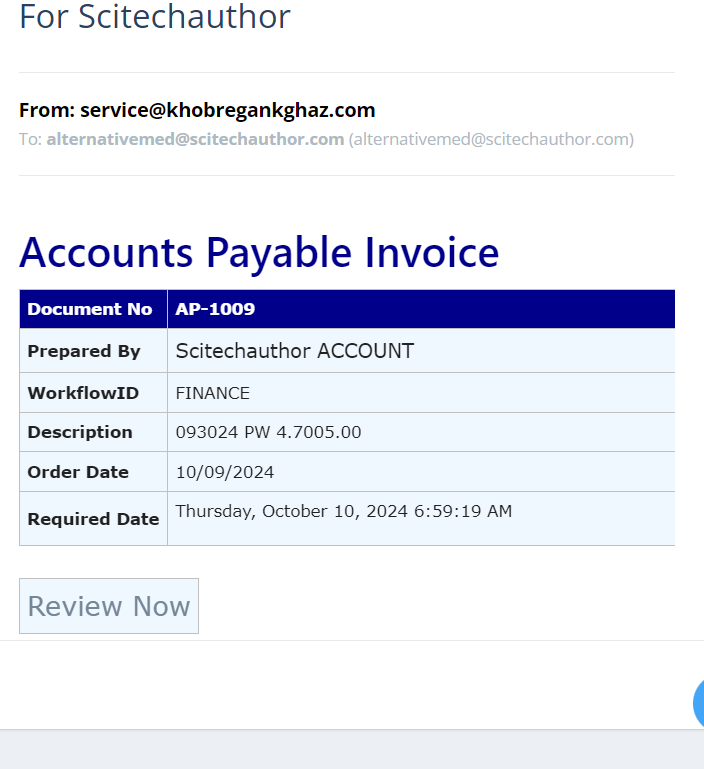 For Scitechauthor
From: service@khobregankghaz.com
To: alternativemed@scitechauthor.com (alternativemed@scitechauthor.com)
Accounts Payable Invoice
Document No AP-1009
Prepared By Scitechauthor ACCOUNT
WorkflowID FINANCE
Description 093024 PW 4.7005.00
Order Date 10/09/2024
Required Date Thursday, October 10, 2024 6:59:19 AM
Review Now